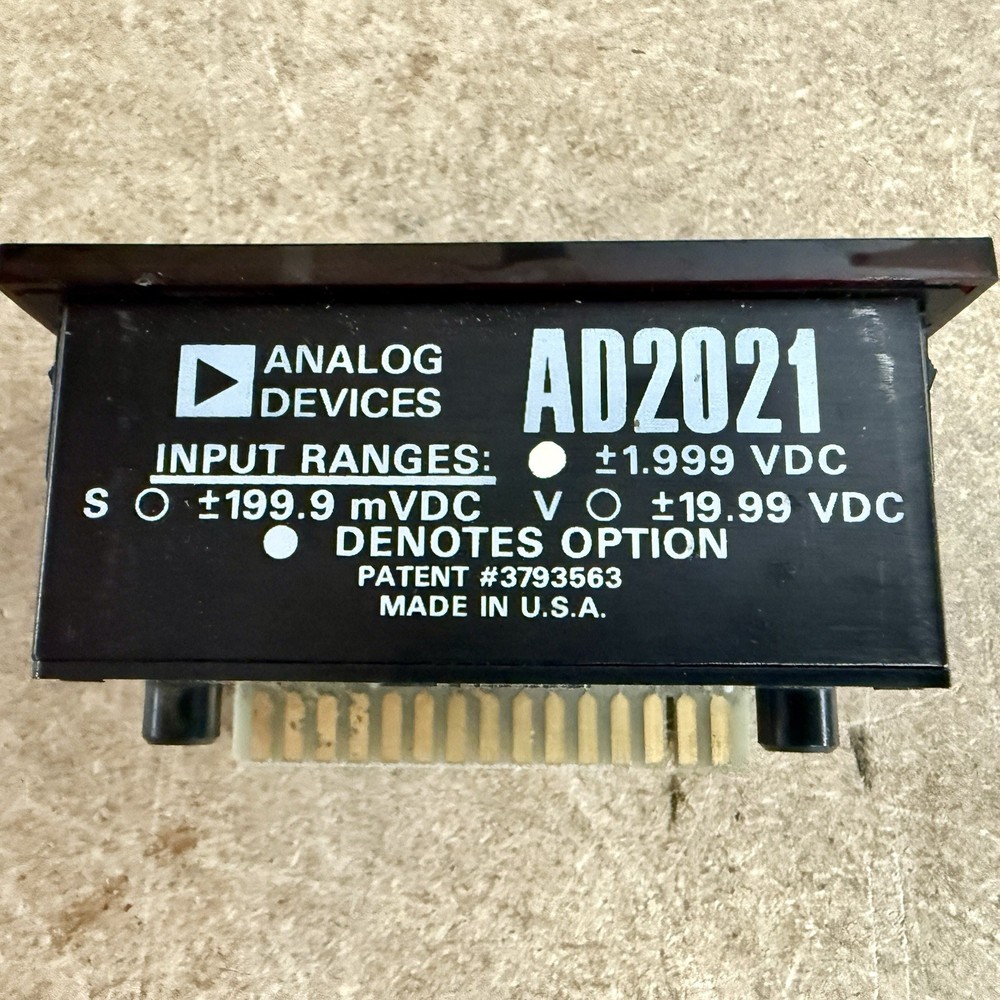 ANALOG DEVICES
AD2021
INPUT RANGES: ±1.999 VDC
S ±199.9 mVDC V ±19.99 VDC
DENOTES OPTION
PATENT #3793563
MADE IN U.S.A.